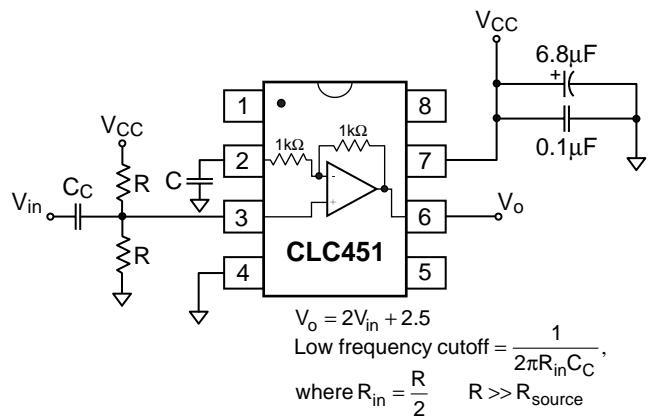 VCC
6.8µF
+
0.1µF
1
8
1kΩ
1kΩ
VCC
2
7
C
-
R
CC
Vin
3
+
6
Vo
R
CLC451
4
5
Vo = 2Vin + 2.5
Low frequency cutoff = 1 / 2πRinCC ,
where Rin = R / 2 R >> Rsource